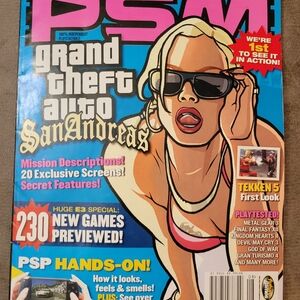 PSM
100% INDEPENDENT
PLAYSTATION 2
WE'RE
1st
TO SEE IT
IN ACTION!
grand
theft
auto
San Andreas
Mission Descriptions!
20 Exclusive Screens!
Secret Features!
TEKKEN 5
First Look
HUGE E3 SPECIAL:
230 NEW GAMES
PREVIEWED!
PLAYTESTED!
METAL GEAR 3
FINAL FANTASY XII
KINGDOM HEARTS
DEVIL MAY CRY 3
GOD OF WAR
GRAN TURISMO 4
AND MANY MORE!
PSP HANDS-ON!
How it looks,
feels & smells!
PLUS: See over